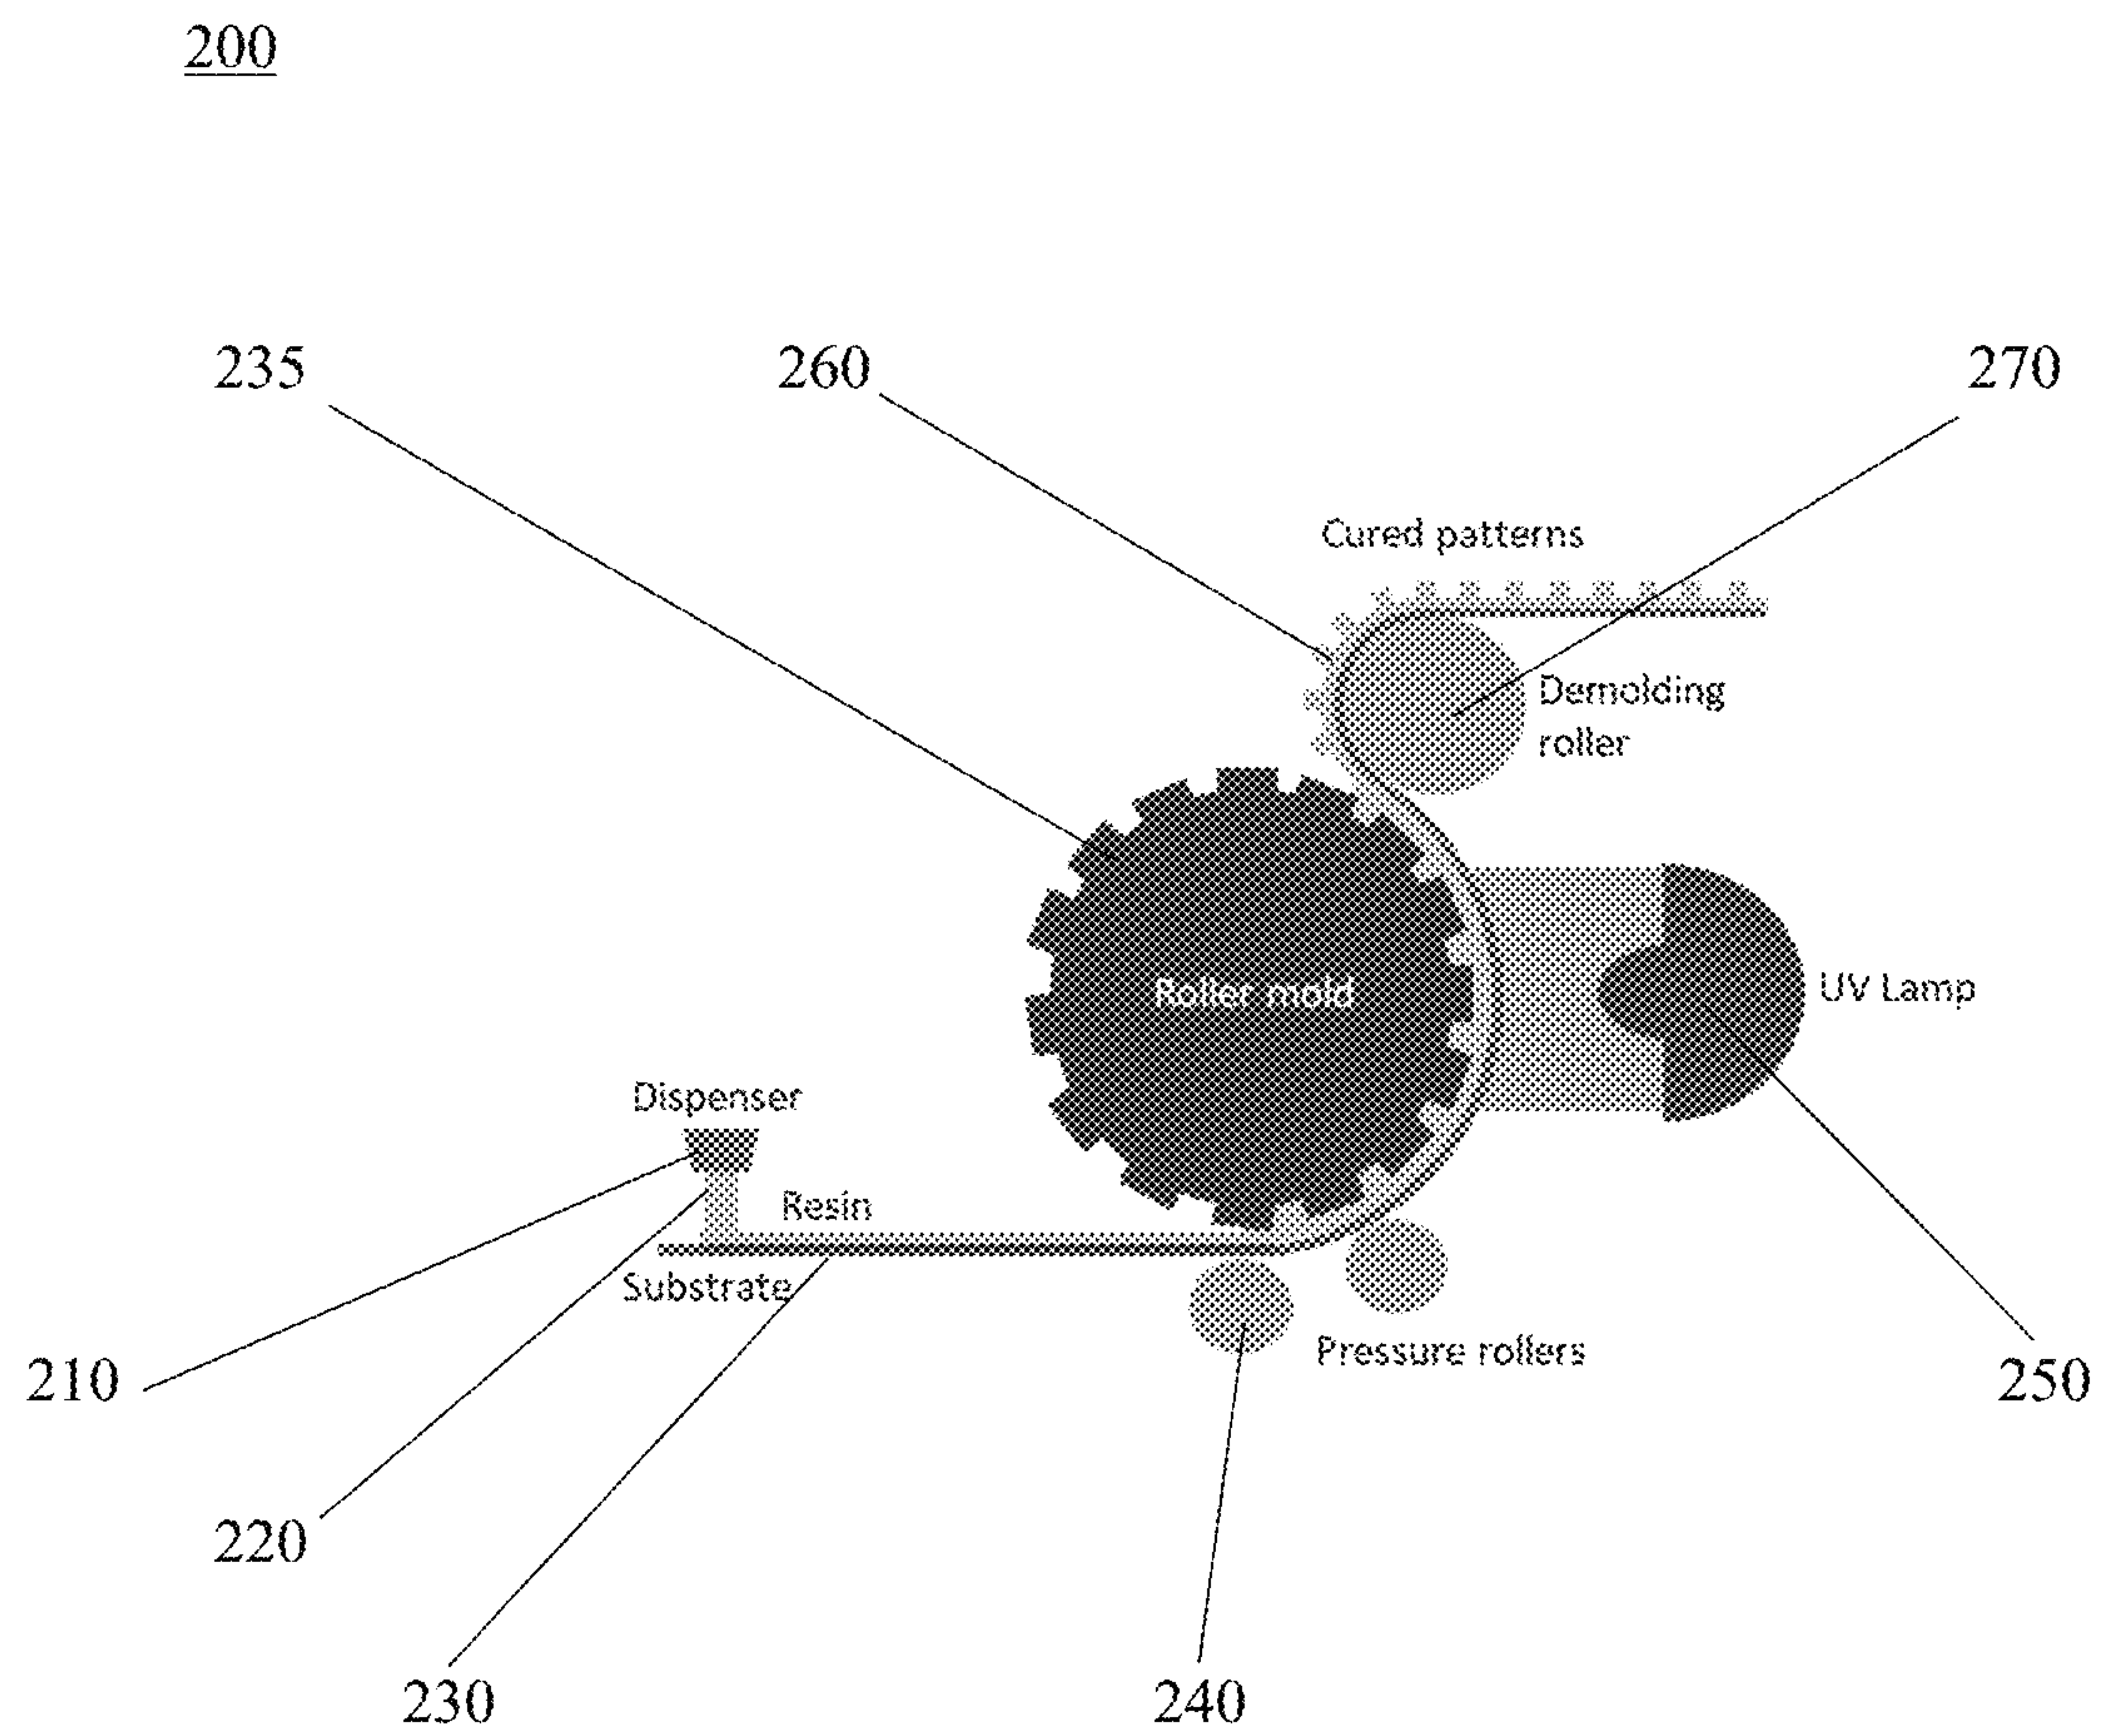 200
235
260
270
Cured patterns
Demolding
roller
Roller mold
UV Lamp
Dispenser
Resin
Substrate
Pressure rollers
210
250
220
230
240